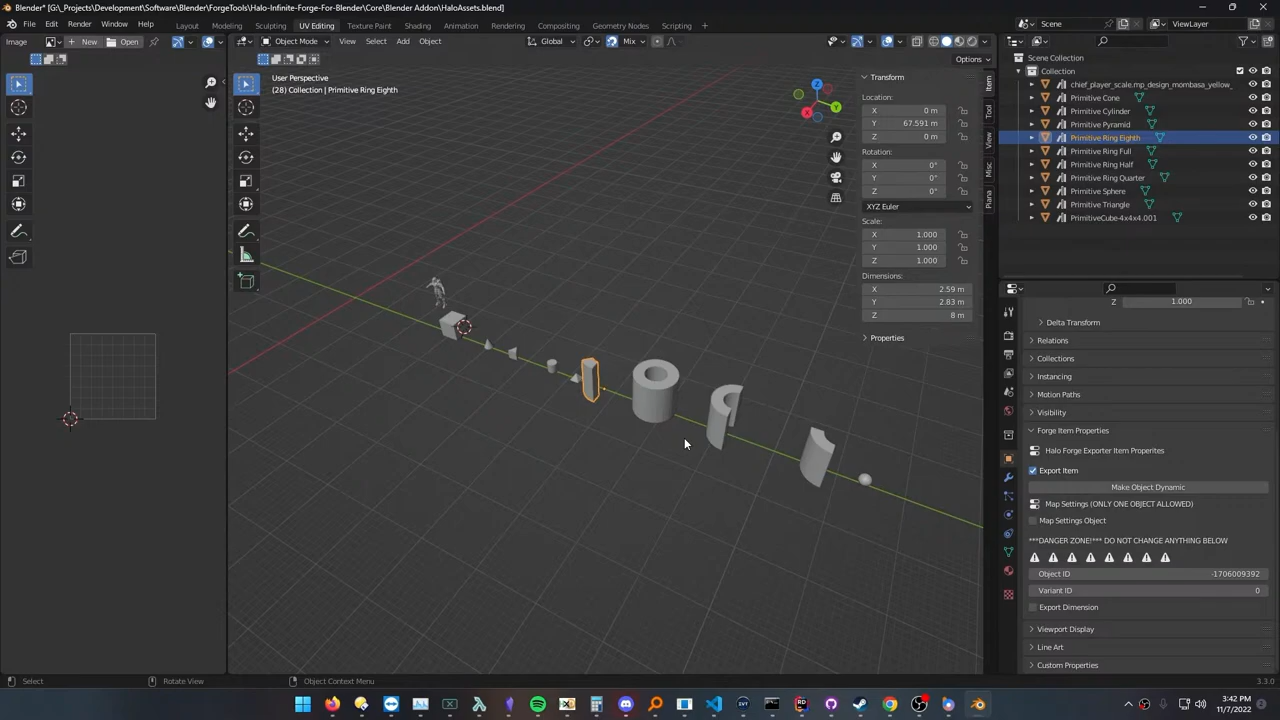 Blender* [G:\_Projects\Development\Software\Blender\ForgeTools\Halo-Infinite-Forge-For-Blender\Core\Blender Addon\HaloAssets.blend]
File Edit Render Window Help Layout Modeling Sculpting UV Editing Texture Paint Shading Animation Rendering Compositing Geometry Nodes Scripting + Scene ViewLayer
Image New Open Object Mode View Select Add Object Global Mix
Options
User Perspective
(28) Collection | Primitive Ring Eighth
Z
Y
X
Transform
Location:
X 0 m
Y 67.591 m
Z 0 m
Rotation:
X 0°
Y 0°
Z 0°
XYZ Euler
Scale:
X 1.000
Y 1.000
Z 1.000
Dimensions:
X 2.59 m
Y 2.83 m
Z 8 m
Properties
Item
Tool
View
Misc
Scene Collection
Collection
chief_player_scale.mp_design_mombasa_yellow_
Primitive Cone
Primitive Cylinder
Primitive Pyramid
Primitive Ring Eighth
Primitive Ring Full
Primitive Ring Half
Primitive Ring Quarter
Primitive Sphere
Primitive Triangle
PrimitiveCube-4x4x4.001
Z 1.000
Delta Transform
Relations
Collections
Instancing
Motion Paths
Visibility
Forge Item Properties
Halo Forge Exporter Item Properites
Export Item
Make Object Dynamic
Map Settings (ONLY ONE OBJECT ALLOWED)
Map Settings Object
***DANGER ZONE!**** DO NOT CHANGE ANYTHING BELOW
Object ID -1706009392
Variant ID 0
Export Dimension
Viewport Display
Line Art
Custom Properties
Select Rotate View Object Context Menu 3.3.0
3:42 PM
11/7/2022